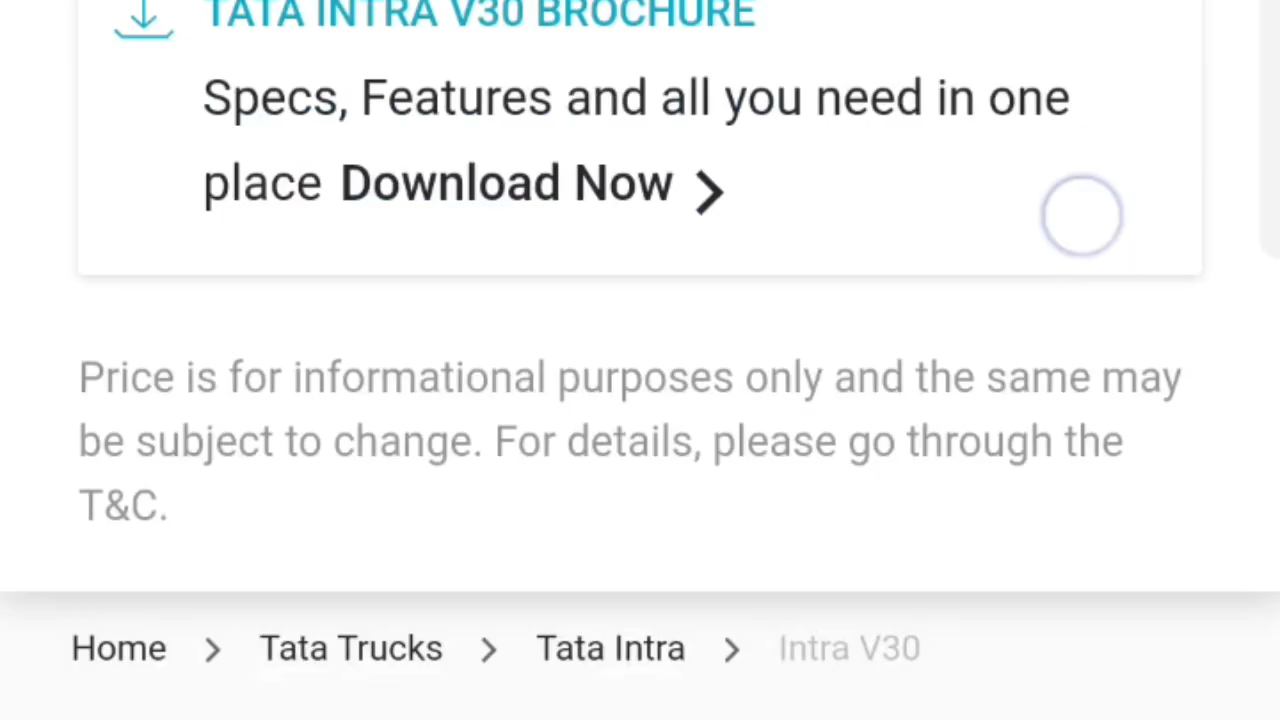 TATA INTRA V30 BROCHURE
Specs, Features and all you need in one
place Download Now
Price is for informational purposes only and the same may
be subject to change. For details, please go through the
T&C.
Home > Tata Trucks > Tata Intra > Intra V30